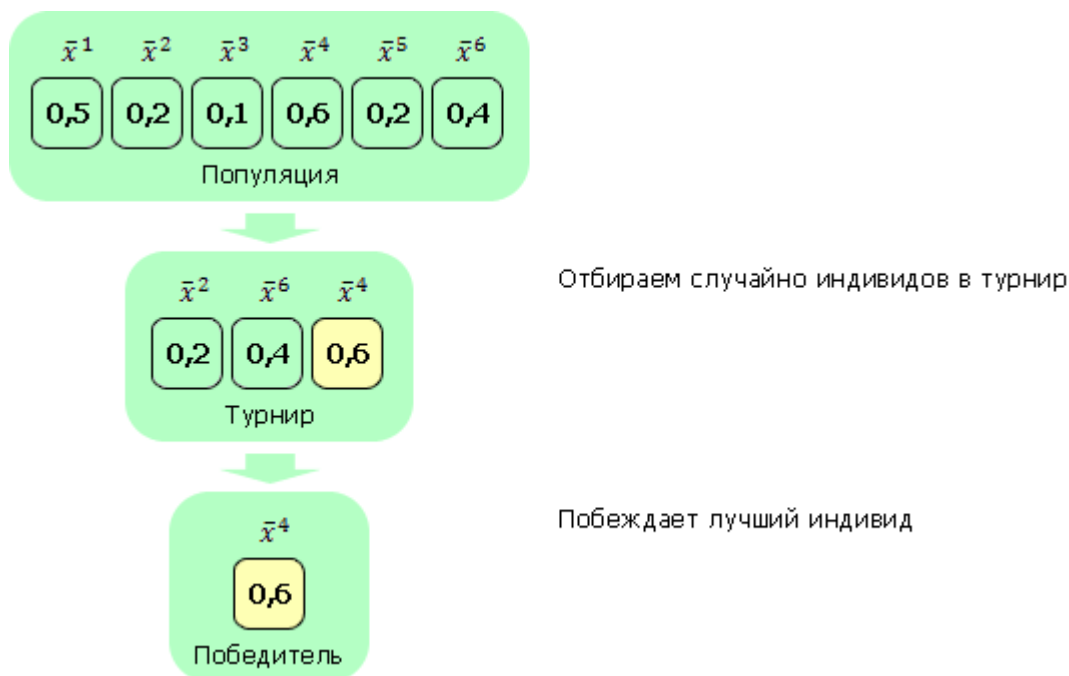 x̄¹ x̄² x̄³ x̄⁴ x̄⁵ x̄⁶
0,5 0,2 0,1 0,6 0,2 0,4
Популяция
Отбираем случайно индивидов в турнир
x̄² x̄⁶ x̄⁴
0,2 0,4 0,6
Турнир
Побеждает лучший индивид
x̄⁴
0,6
Победитель